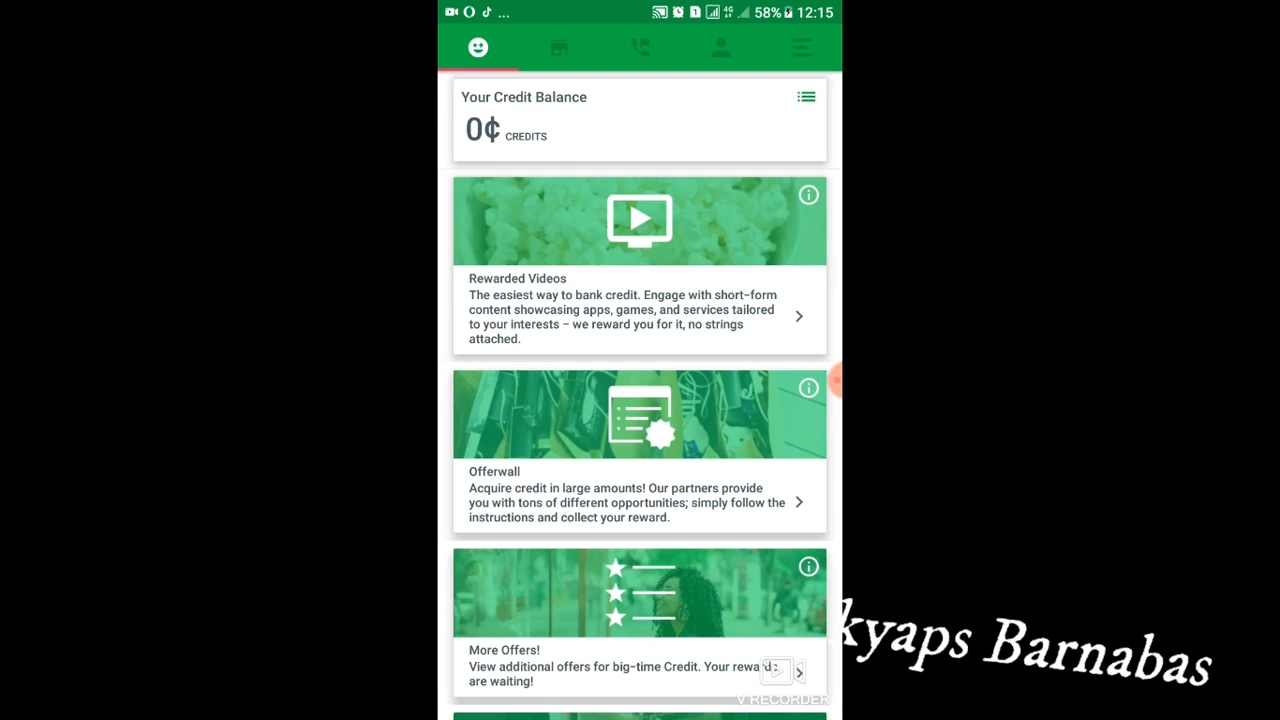 ... 4G 58% 12:15
Your Credit Balance
0¢ CREDITS
Rewarded Videos
The easiest way to bank credit. Engage with short-form
content showcasing apps, games, and services tailored
to your interests – we reward you for it, no strings
attached.
Offerwall
Acquire credit in large amounts! Our partners provide
you with tons of different opportunities; simply follow the
instructions and collect your reward.
More Offers!
View additional offers for big-time Credit. Your rewards
are waiting!
V RECORDER
kyaps Barnabas